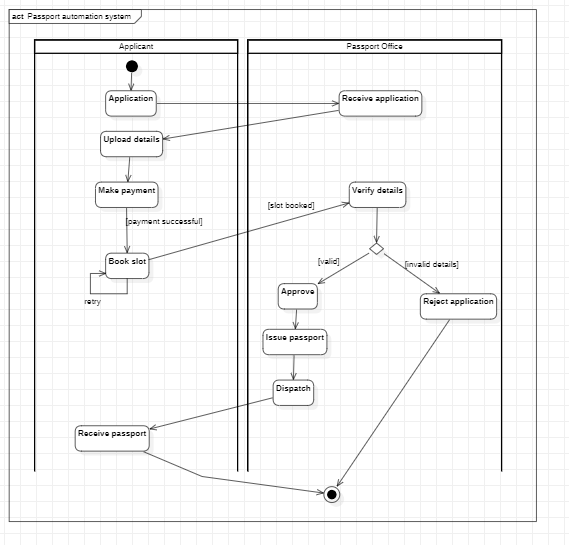 act Passport automation system
Applicant
Passport Office
Application
Receive application
Upload details
Make payment
Verify details
[slot booked]
[payment successful]
Book slot
[valid]
[invalid details]
retry
Approve
Reject application
Issue passport
Dispatch
Receive passport